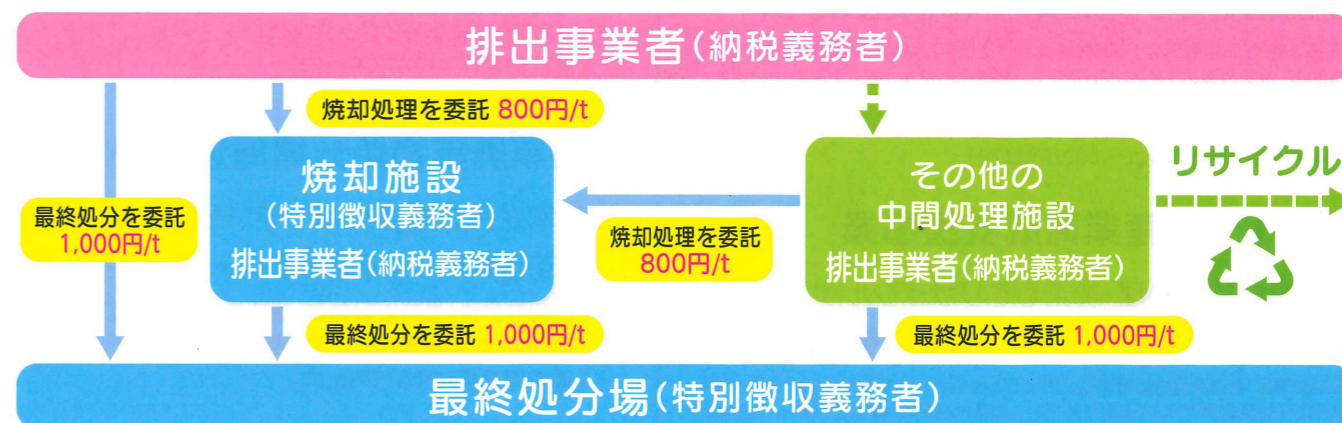 排出事業者(納税義務者)
焼却処理を委託 800円/t
焼却施設
(特別徴収義務者)
排出事業者(納税義務者)
その他の
中間処理施設
排出事業者(納税義務者)
リサイクル
最終処分を委託
1,000円/t
焼却処理を委託
800円/t
最終処分を委託 1,000円/t
最終処分を委託 1,000円/t
最終処分場(特別徴収義務者)